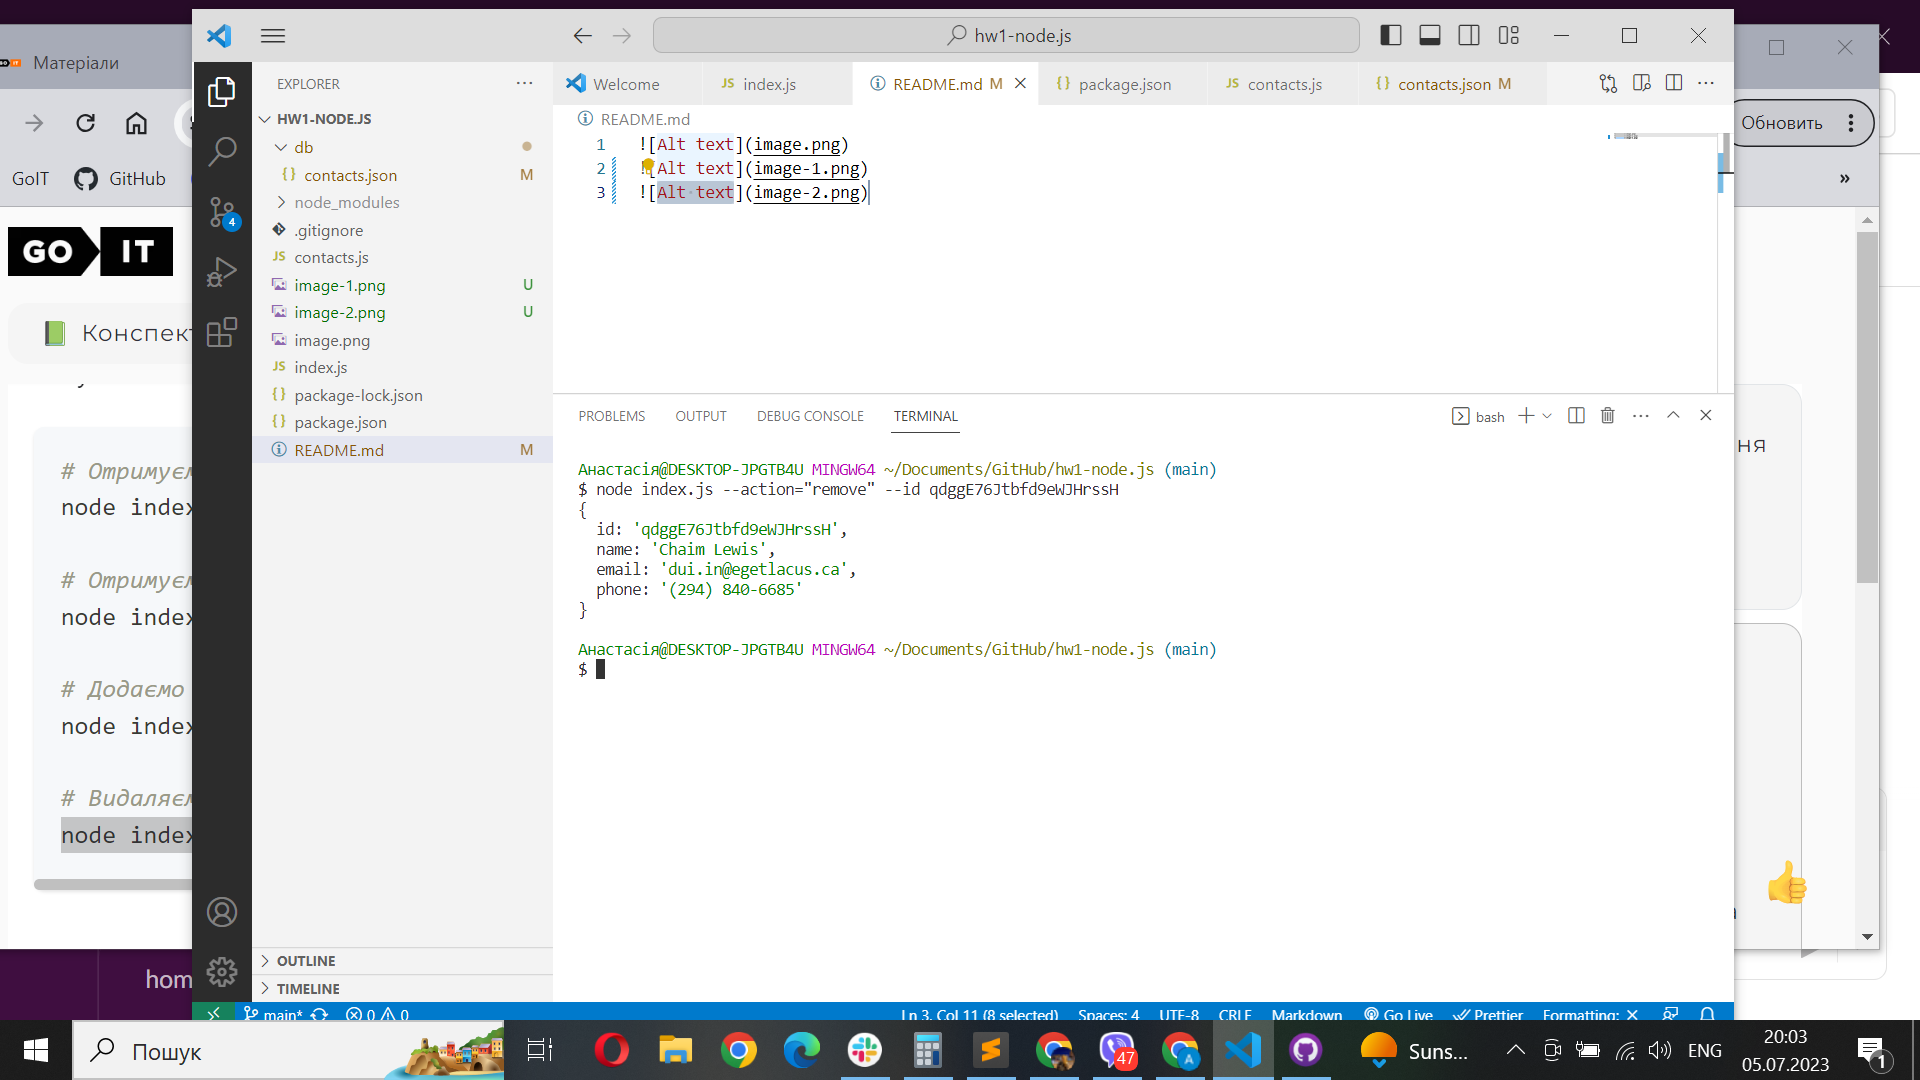 Матеріали
GoIT GitHub
GO IT
Конспект
# Отримуєм
node index
# Отримуєм
node index
# Додаємо
node index
# Видаляєм
node index
hom
hw1-node.js
EXPLORER
HW1-NODE.JS
db
contacts.json M
node_modules
.gitignore
contacts.js
image-1.png U
image-2.png U
image.png
index.js
package-lock.json
package.json
README.md M
OUTLINE
TIMELINE
4
Welcome
JS index.js
README.md M
{} package.json
JS contacts.js
{} contacts.json M
README.md
1 ![Alt text](image.png)
2 ![Alt text](image-1.png)
3 ![Alt text](image-2.png)
PROBLEMS OUTPUT DEBUG CONSOLE TERMINAL
bash
Анастасія@DESKTOP-JPGTB4U MINGW64 ~/Documents/GitHub/hw1-node.js (main)
$ node index.js --action="remove" --id qdggE76Jtbfd9eWJHrssH
{
id: 'qdggE76Jtbfd9eWJHrssH',
name: 'Chaim Lewis',
email: 'dui.in@egetlacus.ca',
phone: '(294) 840-6685'
}
Анастасія@DESKTOP-JPGTB4U MINGW64 ~/Documents/GitHub/hw1-node.js (main)
$
main* 0 0
Ln 3, Col 11 (8 selected) Spaces: 4 UTF-8 CRLF Markdown Go Live Prettier Formatting: ×
Обновить
ня
Пошук
47
A
Suns...
ENG
20:03
05.07.2023
1